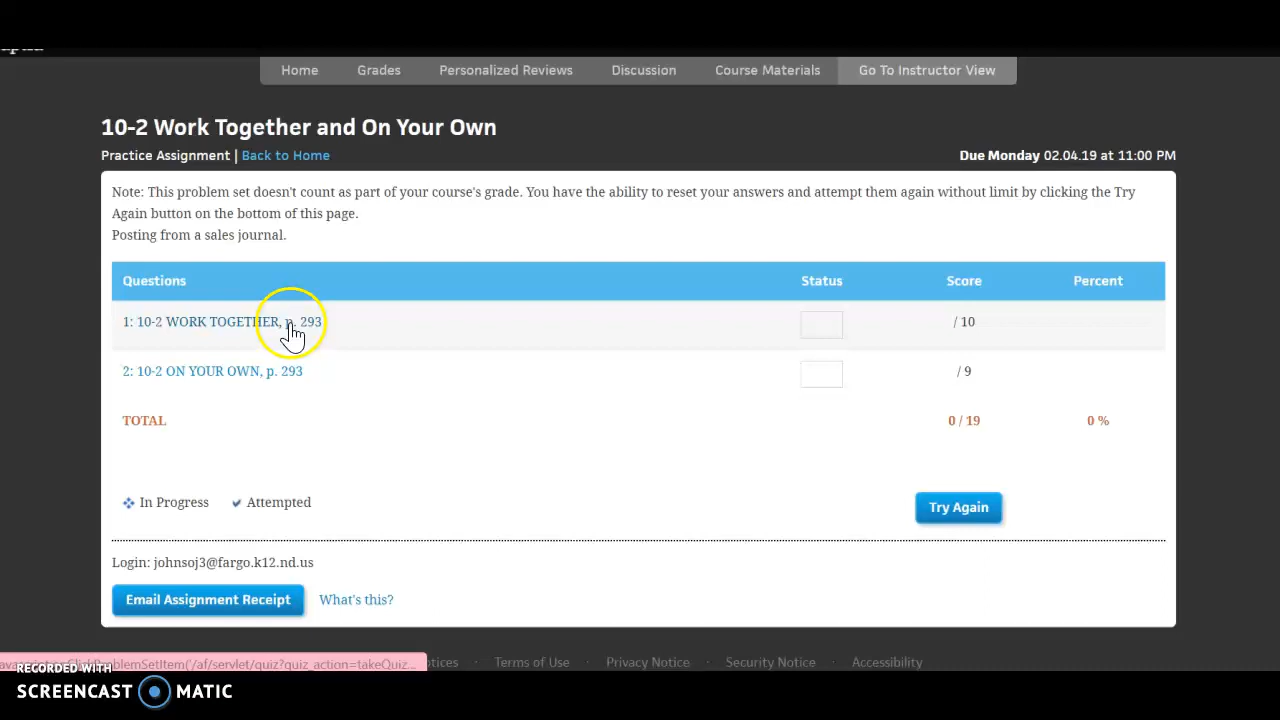 Home Grades Personalized Reviews Discussion Course Materials Go To Instructor View
10-2 Work Together and On Your Own
Practice Assignment | Back to Home
Due Monday 02.04.19 at 11:00 PM
Note: This problem set doesn't count as part of your course's grade. You have the ability to reset your answers and attempt them again without limit by clicking the Try
Again button on the bottom of this page.
Posting from a sales journal.
Questions Status Score Percent
1: 10-2 WORK TOGETHER, p. 293 / 10
2: 10-2 ON YOUR OWN, p. 293 / 9
TOTAL 0 / 19 0 %
In Progress Attempted
Try Again
Login: johnsoj3@fargo.k12.nd.us
Email Assignment Receipt What's this?
Terms of Use · Privacy Notice · Security Notice · Accessibility
RECORDED WITH
SCREENCAST MATIC